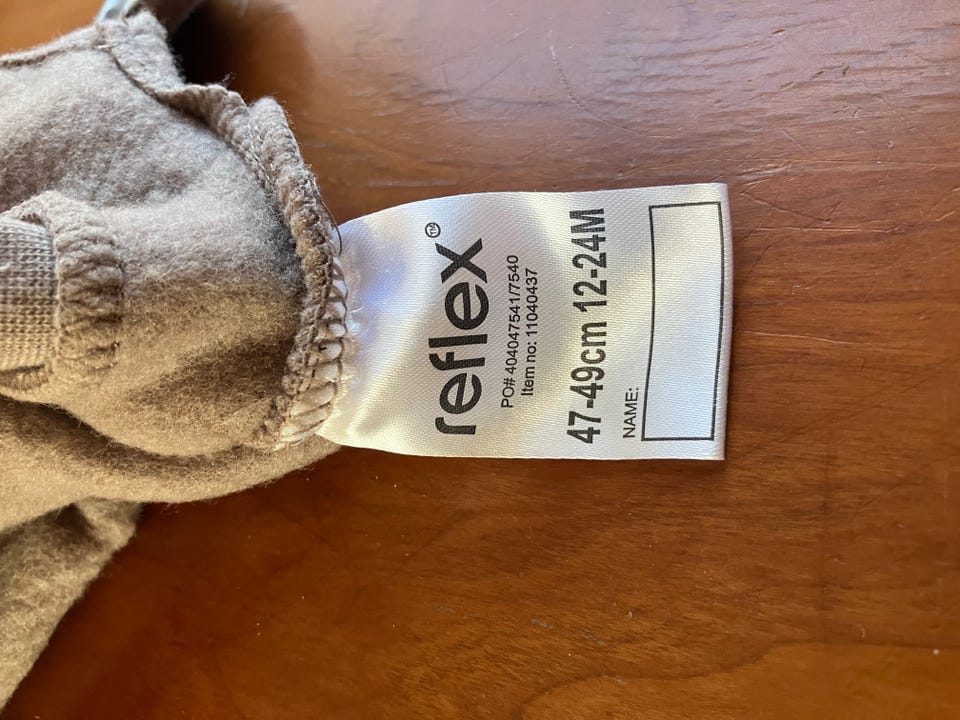 reflex™
PO# 404047541/7540
Item no: 11040437
47-49cm 12-24M
NAME: